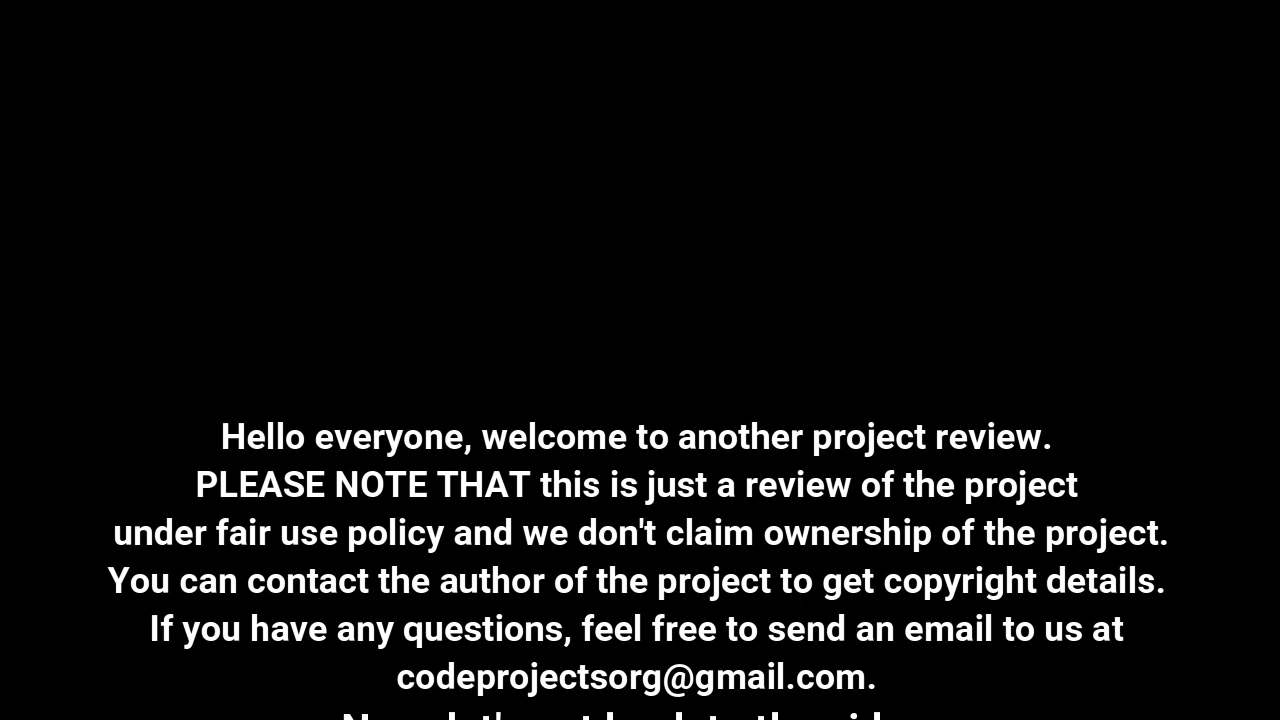 Hello everyone, welcome to another project review.
PLEASE NOTE THAT this is just a review of the project
under fair use policy and we don't claim ownership of the project.
You can contact the author of the project to get copyright details.
If you have any questions, feel free to send an email to us at
codeprojectsorg@gmail.com.